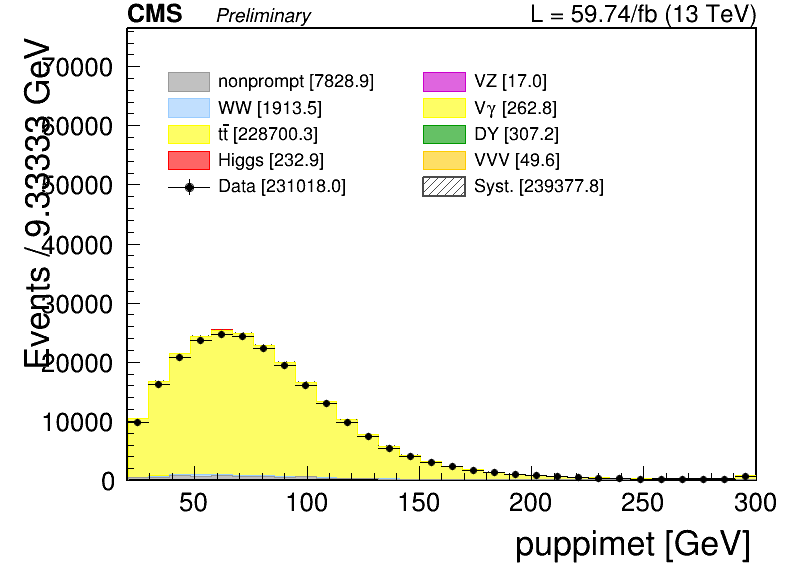 CMS Preliminary L = 59.74/fb (13 TeV)
Events / 9.33333 GeV
70000
60000
50000
40000
30000
20000
10000
0
nonprompt [7828.9]
WW [1913.5]
tt̄ [228700.3]
Higgs [232.9]
Data [231018.0]
VZ [17.0]
Vγ [262.8]
DY [307.2]
VVV [49.6]
Syst. [239377.8]
50 100 150 200 250 300
puppimet [GeV]